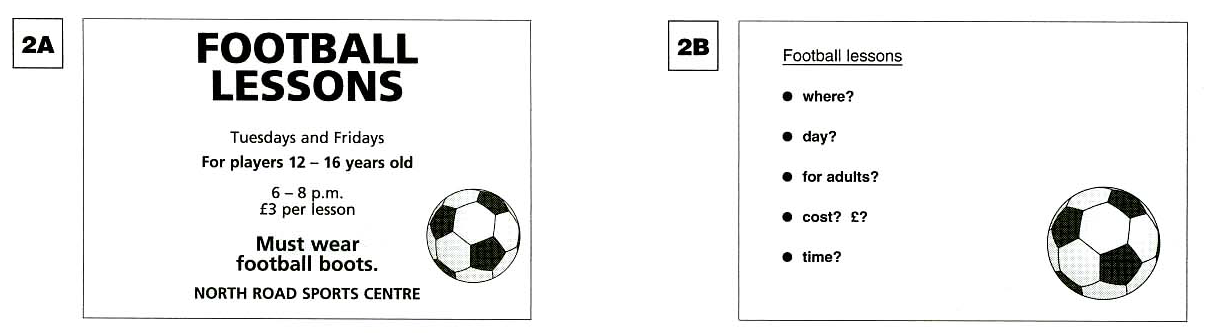 2A
FOOTBALL
LESSONS
Tuesdays and Fridays
For players 12 – 16 years old
6 – 8 p.m.
£3 per lesson
Must wear
football boots.
NORTH ROAD SPORTS CENTRE
2B
Football lessons
● where?
● day?
● for adults?
● cost? £?
● time?